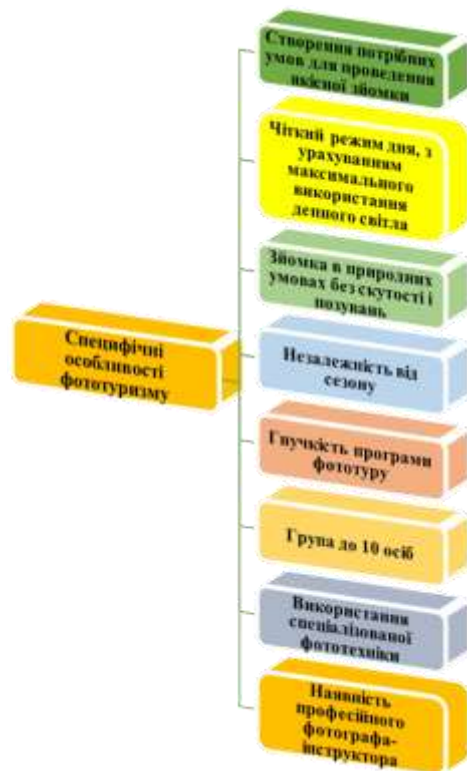 Створення потрібних
умов для проведення
якісної зйомки
Чіткий режим дня, з
урахуванням
максимального
використання
денного світла
Зйомка в природних
умовах без скутості і
позувань
Специфічні
особливості
фототуризму
Незалежність від
сезону
Гнучкість програми
фототуру
Група до 10 осіб
Використання
спеціалізованої
фототехніки
Наявність
професійного
фотографа-
інструктора